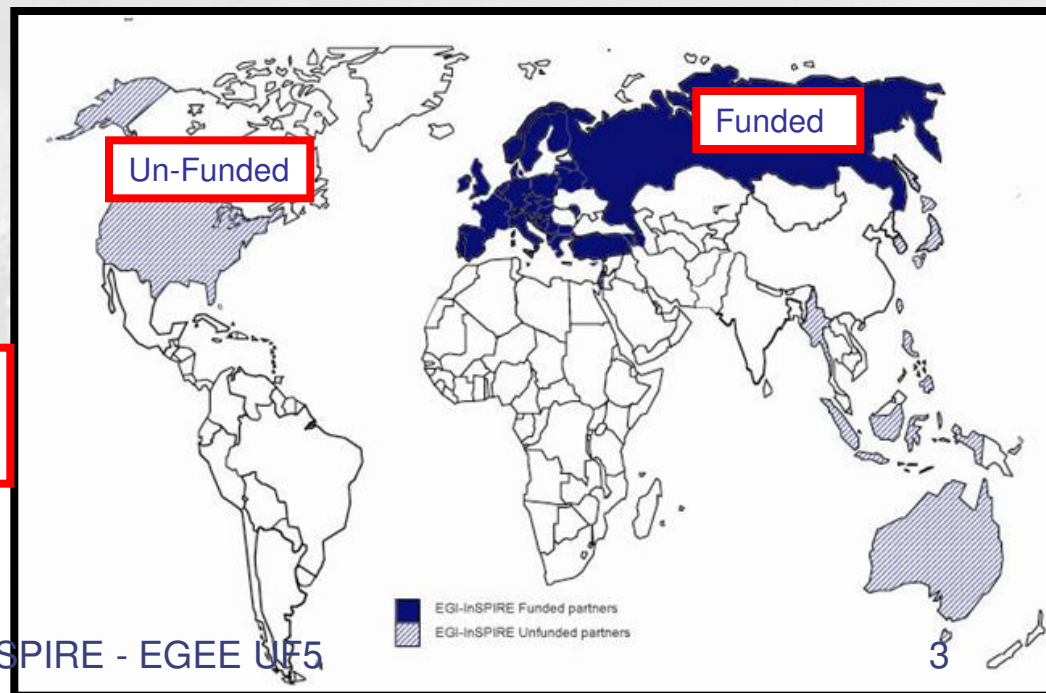 Funded
Un-Funded
EGI-InSPIRE Funded partners
EGI-InSPIRE Unfunded partners
SPIRE - EGEE UF5
3